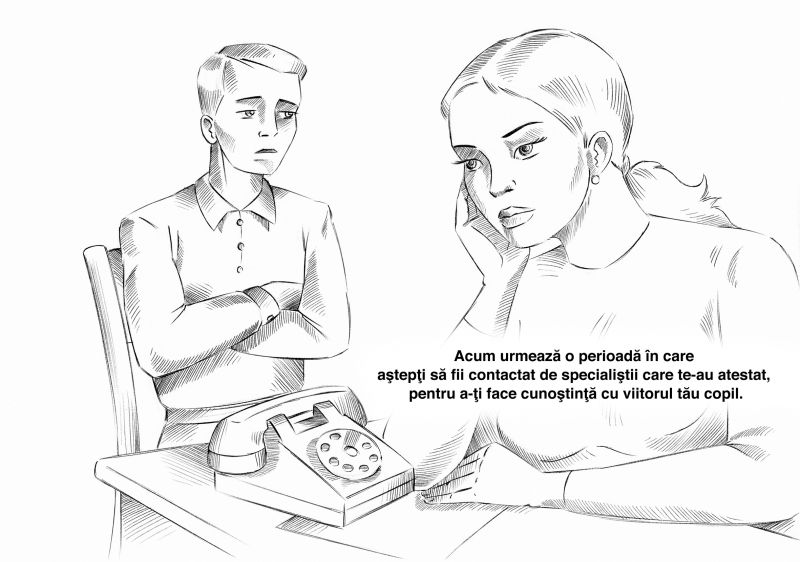 Acum urmează o perioadă în care
aştepţi să fii contactat de specialiştii care te-au atestat,
pentru a-ţi face cunoştinţă cu viitorul tău copil.